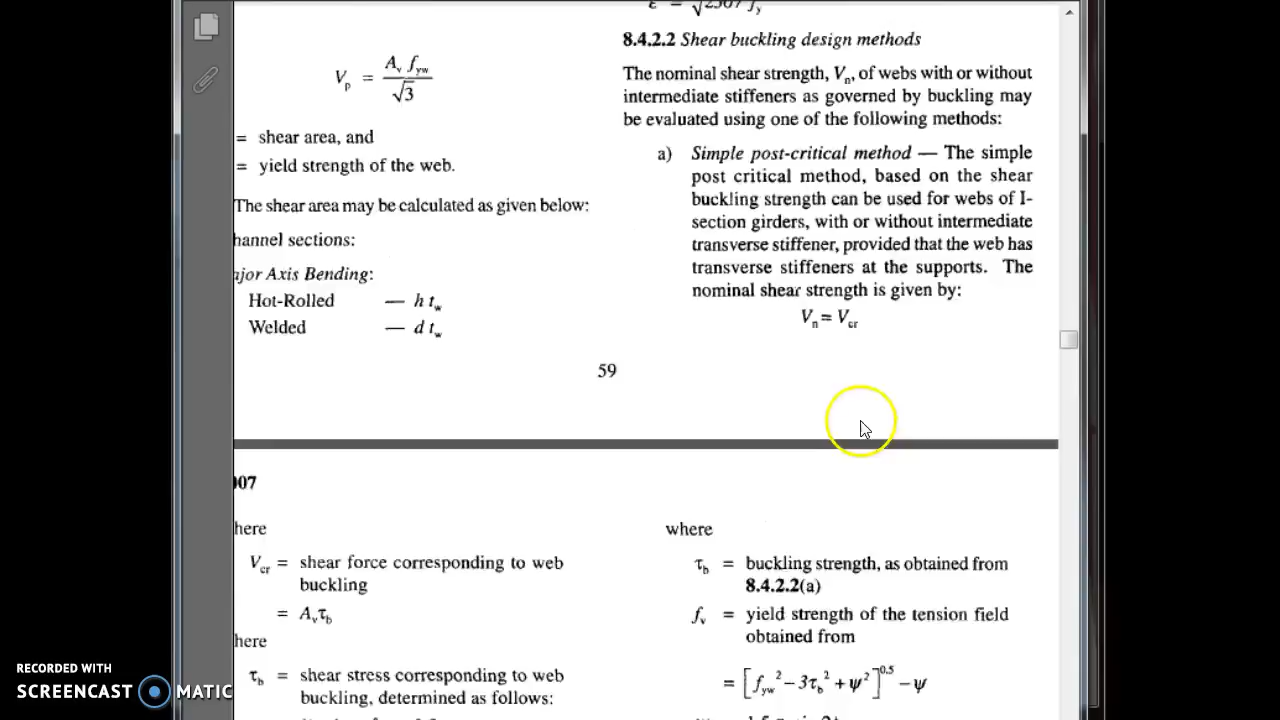 V_p = A_v f_yw / √3
= shear area, and
= yield strength of the web.
The shear area may be calculated as given below:
hannel sections:
ajor Axis Bending:
Hot-Rolled — h t_w
Welded — d t_w
8.4.2.2 Shear buckling design methods
The nominal shear strength, V_n, of webs with or without
intermediate stiffeners as governed by buckling may
be evaluated using one of the following methods:
a) Simple post-critical method — The simple
post critical method, based on the shear
buckling strength can be used for webs of I-
section girders, with or without intermediate
transverse stiffener, provided that the web has
transverse stiffeners at the supports. The
nominal shear strength is given by:
V_n = V_cr
59
007
here
V_cr = shear force corresponding to web
buckling
= A_v τ_b
here
τ_b = shear stress corresponding to web
buckling, determined as follows:
where
τ_b = buckling strength, as obtained from
8.4.2.2(a)
f_v = yield strength of the tension field
obtained from
= [f_yw² − 3τ_b² + ψ²]^0.5 − ψ
RECORDED WITH
SCREENCAST MATIC